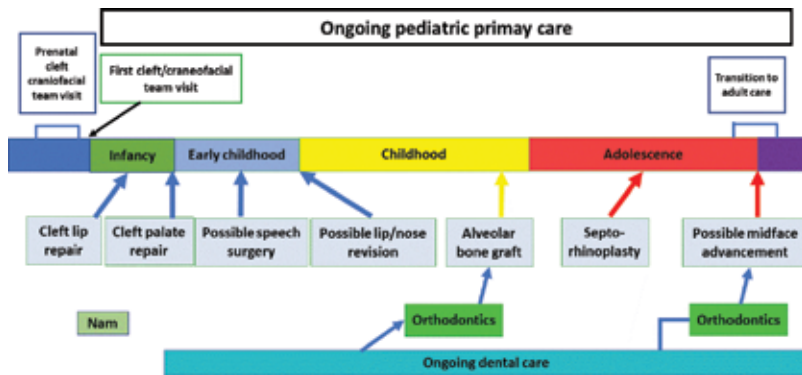 Ongoing pediatric primay care
Prenatal
cleft
craniofacial
team visit
First cleft/craneofacial
team visit
Transition to
adult care
Infancy
Early childhood
Childhood
Adolescence
Cleft lip
repair
Cleft palate
repair
Possible speech
surgery
Possible lip/nose
revision
Alveolar
bone graft
Septo-
rhinoplasty
Possible midface
advancement
Nam
Orthodontics
Orthodontics
Ongoing dental care